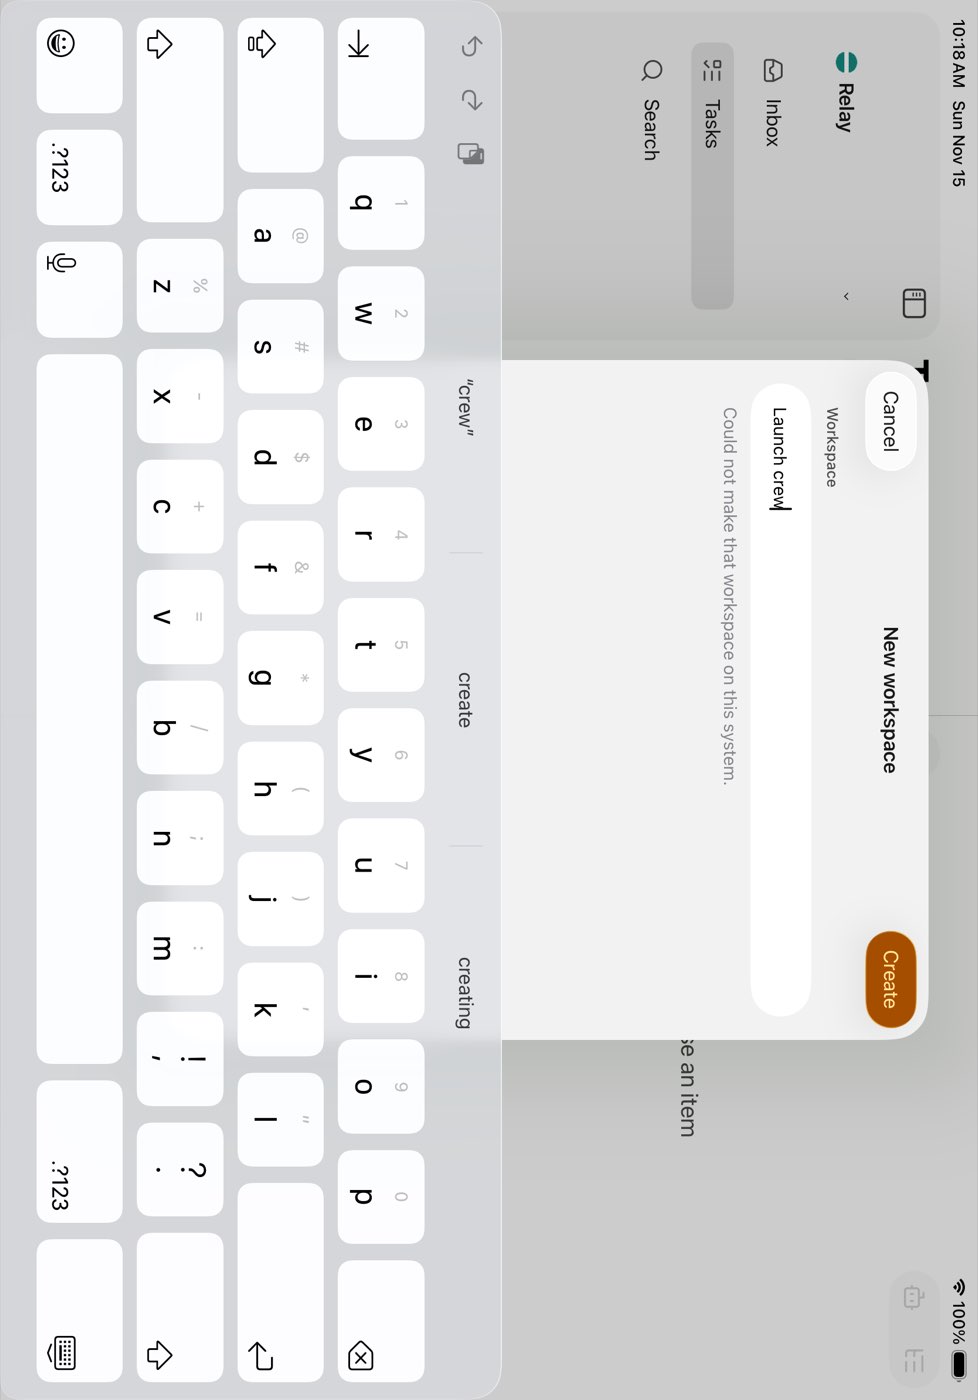 10:18 AM Sun Nov 15
100%
Cancel
New workspace
Create
Relay
Workspace
Launch crew
Inbox
Could not make that workspace on this system.
Tasks
an item
Search
“crew”
create
creating
1 2 3 4 5 6 7 8 9 0
q w e r t y u i o p
@ # $ & * ( ) ' "
a s d f g h j k l
% - + = / ; : ! ?
z x c v b n m , .
.?123
.?123